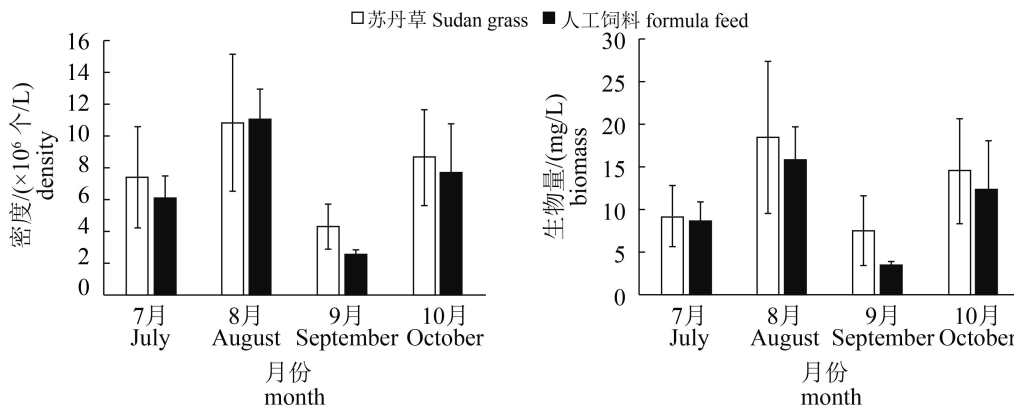 □苏丹草 Sudan grass ■人工饲料 formula feed
密度/(×10⁶ 个/L)
density
16
14
12
10
8
6
4
2
0
7月 8月 9月 10月
July August September October
月份
month
生物量/(mg/L)
biomass
30
25
20
15
10
5
0
7月 8月 9月 10月
July August September October
月份
month